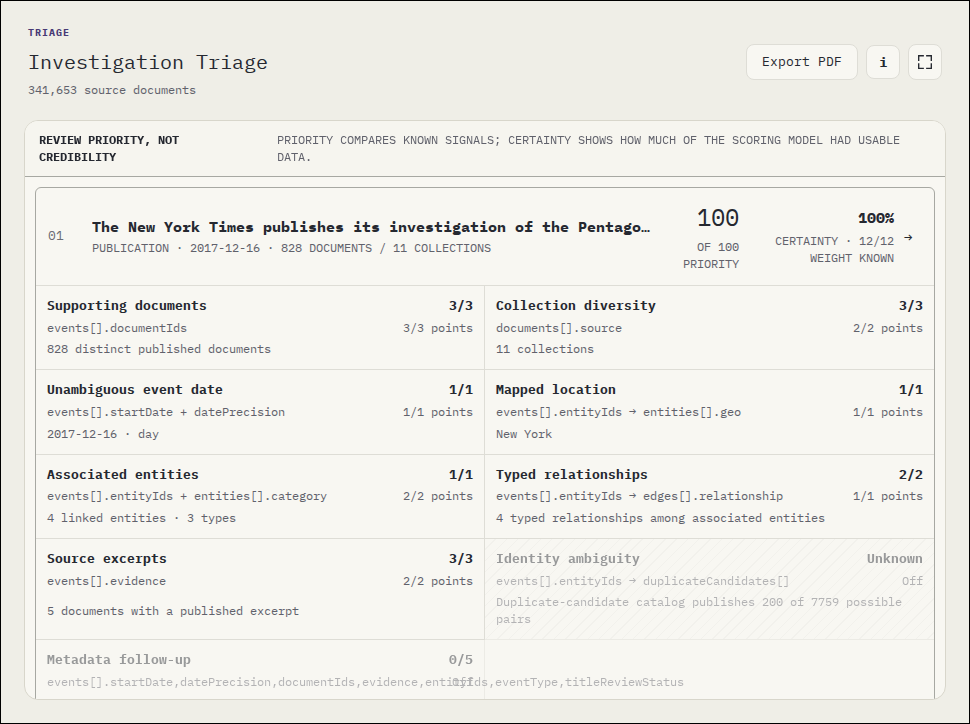 TRIAGE
Investigation Triage
341,653 source documents
Export PDF
i
REVIEW PRIORITY, NOT CREDIBILITY
PRIORITY COMPARES KNOWN SIGNALS; CERTAINTY SHOWS HOW MUCH OF THE SCORING MODEL HAD USABLE DATA.
01
The New York Times publishes its investigation of the Pentago…
PUBLICATION · 2017-12-16 · 828 DOCUMENTS / 11 COLLECTIONS
100
OF 100
PRIORITY
100%
CERTAINTY · 12/12
WEIGHT KNOWN
→
Supporting documents 3/3
events[].documentIds 3/3 points
828 distinct published documents
Collection diversity 3/3
documents[].source 2/2 points
11 collections
Unambiguous event date 1/1
events[].startDate + datePrecision 1/1 points
2017-12-16 · day
Mapped location 1/1
events[].entityIds → entities[].geo 1/1 points
New York
Associated entities 1/1
events[].entityIds + entities[].category 2/2 points
4 linked entities · 3 types
Typed relationships 2/2
events[].entityIds → edges[].relationship 1/1 points
4 typed relationships among associated entities
Source excerpts 3/3
events[].evidence 2/2 points
5 documents with a published excerpt
Identity ambiguity Unknown
events[].entityIds → duplicateCandidates[] Off
Duplicate-candidate catalog publishes 200 of 7759 possible
pairs
Metadata follow-up 0/5
events[].startDate,datePrecision,documentIds,evidence,entityIds,eventType,titleReviewStatus Off